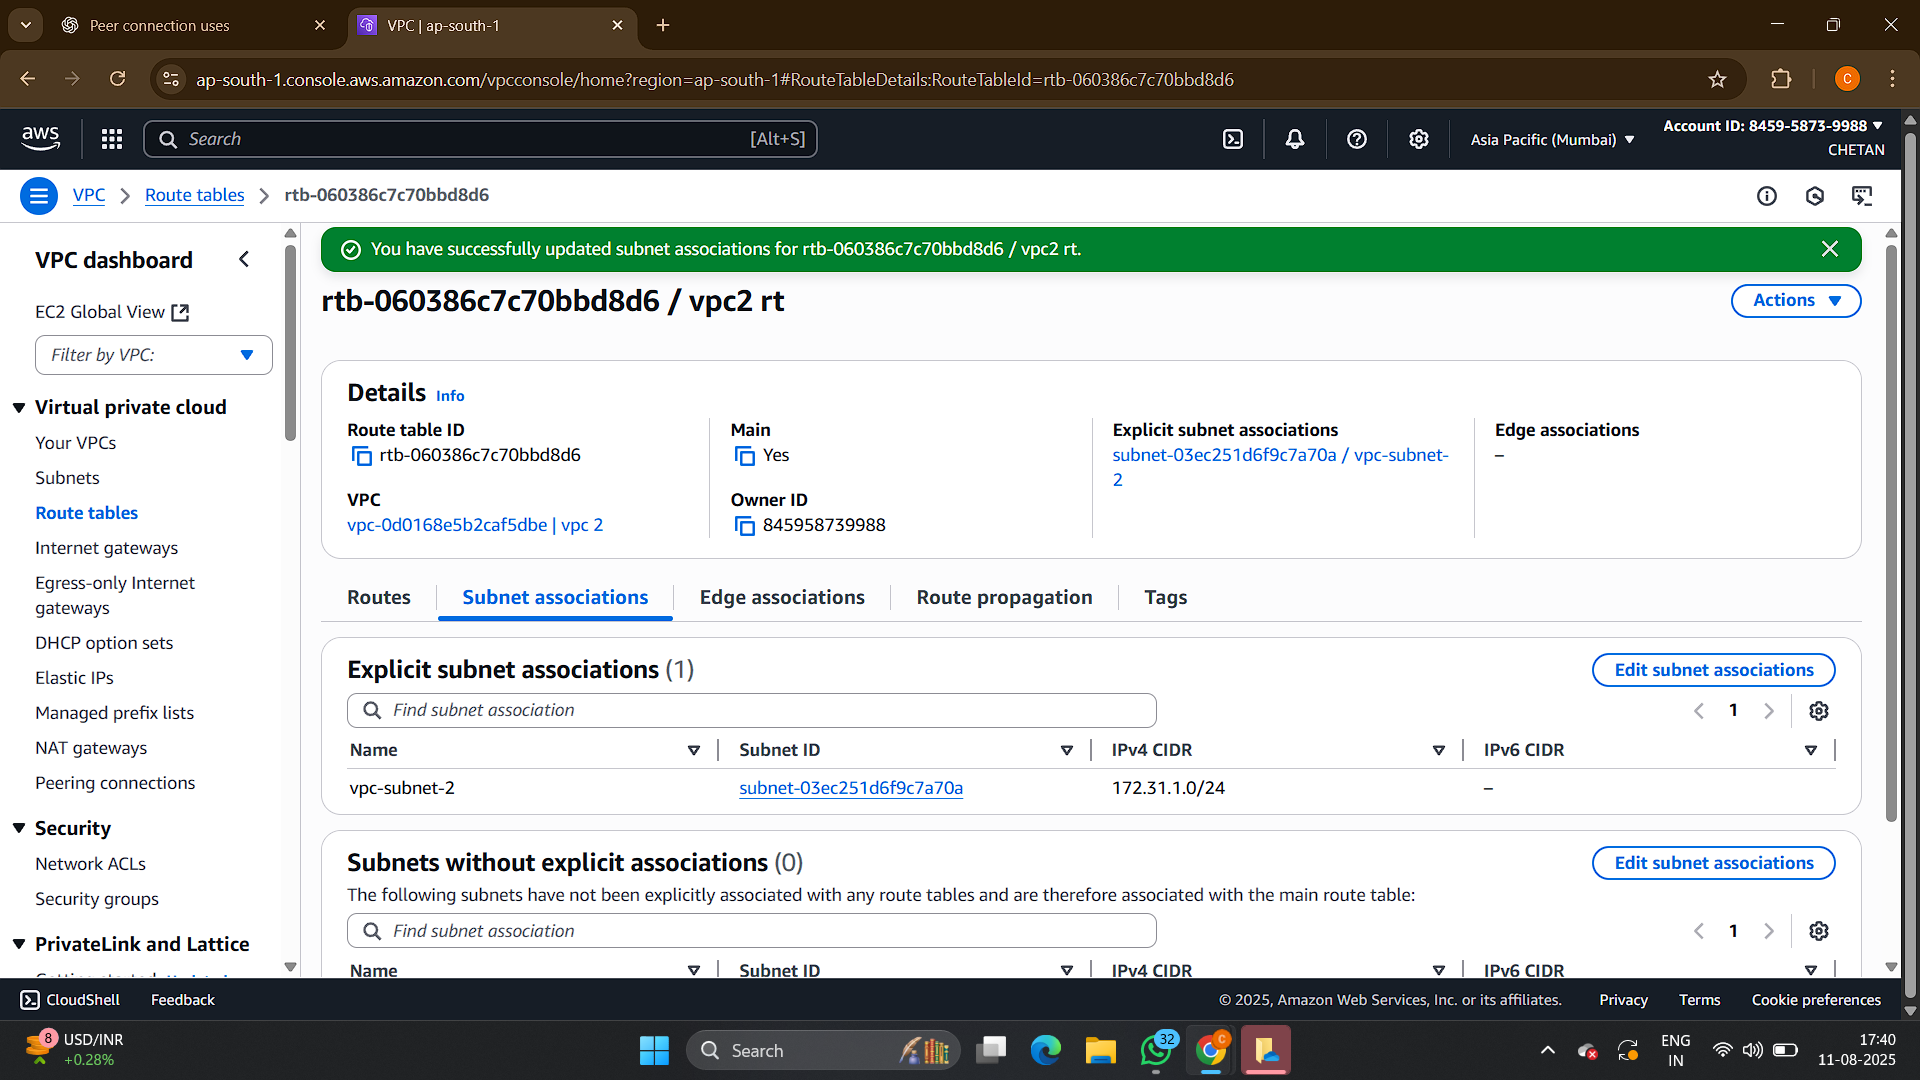 Peer connection uses
VPC | ap-south-1
ap-south-1.console.aws.amazon.com/vpcconsole/home?region=ap-south-1#RouteTableDetails:RouteTableId=rtb-060386c7c70bbd8d6
C
aws
Search [Alt+S]
Asia Pacific (Mumbai)
Account ID: 8459-5873-9988
CHETAN
VPC
Route tables
rtb-060386c7c70bbd8d6
VPC dashboard
EC2 Global View
Filter by VPC:
Virtual private cloud
Your VPCs
Subnets
Route tables
Internet gateways
Egress-only Internet
gateways
DHCP option sets
Elastic IPs
Managed prefix lists
NAT gateways
Peering connections
Security
Network ACLs
Security groups
PrivateLink and Lattice
You have successfully updated subnet associations for rtb-060386c7c70bbd8d6 / vpc2 rt.
rtb-060386c7c70bbd8d6 / vpc2 rt
Actions
Details Info
Route table ID
rtb-060386c7c70bbd8d6
Main
Yes
Explicit subnet associations
subnet-03ec251d6f9c7a70a / vpc-subnet-
2
Edge associations
–
VPC
vpc-0d0168e5b2caf5dbe | vpc 2
Owner ID
845958739988
Routes
Subnet associations
Edge associations
Route propagation
Tags
Explicit subnet associations (1)
Edit subnet associations
Find subnet association
1
Name Subnet ID IPv4 CIDR IPv6 CIDR
vpc-subnet-2 subnet-03ec251d6f9c7a70a 172.31.1.0/24 –
Subnets without explicit associations (0)
Edit subnet associations
The following subnets have not been explicitly associated with any route tables and are therefore associated with the main route table:
Find subnet association
1
Name Subnet ID IPv4 CIDR IPv6 CIDR
CloudShell
Feedback
© 2025, Amazon Web Services, Inc. or its affiliates.
Privacy
Terms
Cookie preferences
8
USD/INR
+0.28%
Search
32
C
ENG
IN
17:40
11-08-2025